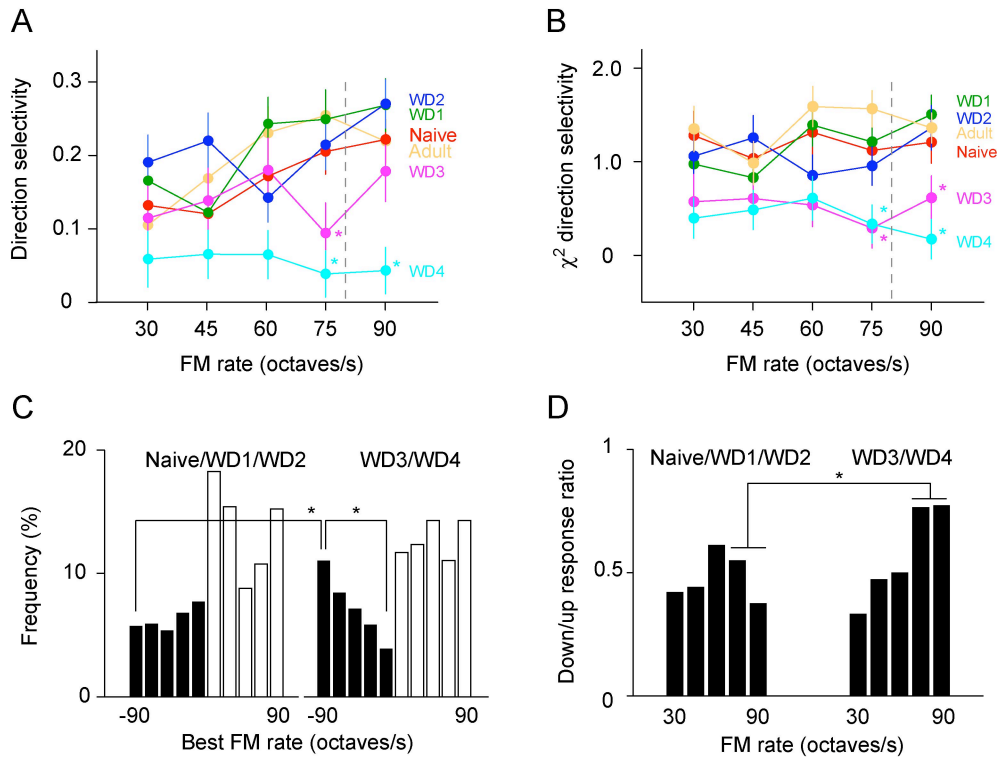 A
Direction selectivity
0.3
0.2
0.1
0
WD2
WD1
Naive
Adult
WD3
WD4
*
*
*
30 45 60 75 90
FM rate (octaves/s)
B
χ² direction selectivity
2.0
1.0
0
WD1
WD2
Adult
Naive
WD3
WD4
*
*
*
*
30 45 60 75 90
FM rate (octaves/s)
C
Frequency (%)
20
10
0
Naive/WD1/WD2 WD3/WD4
* *
-90 90 -90 90
Best FM rate (octaves/s)
D
Down/up response ratio
1
0.5
0
Naive/WD1/WD2 WD3/WD4
*
30 90 30 90
FM rate (octaves/s)